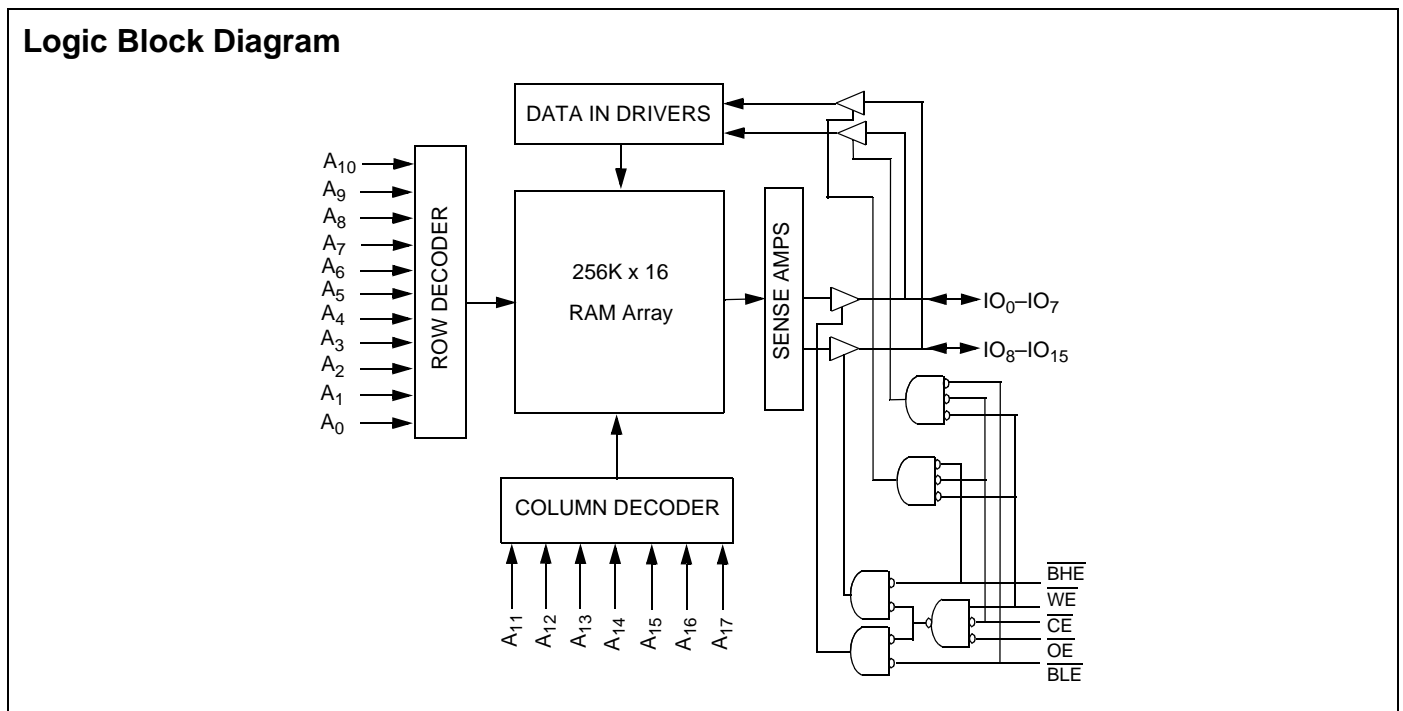 Logic Block Diagram
DATA IN DRIVERS
A10
A9
A8
A7
A6
A5
A4
A3
A2
A1
A0
ROW DECODER
256K x 16
RAM Array
SENSE AMPS
IO0–IO7
IO8–IO15
COLUMN DECODER
A11
A12
A13
A14
A15
A16
A17
BHE
WE
CE
OE
BLE